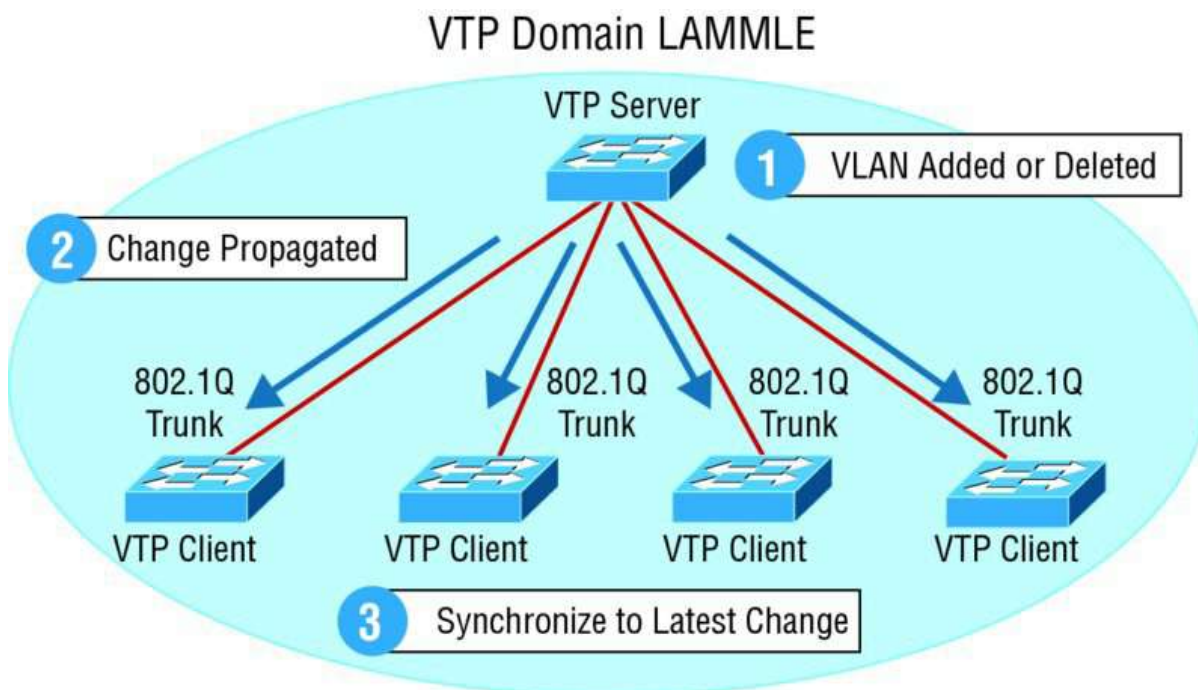 VTP Domain LAMMLE
VTP Server
1 VLAN Added or Deleted
2 Change Propagated
802.1Q
Trunk
802.1Q
Trunk
802.1Q
Trunk
802.1Q
Trunk
VTP Client
VTP Client
VTP Client
VTP Client
3 Synchronize to Latest Change